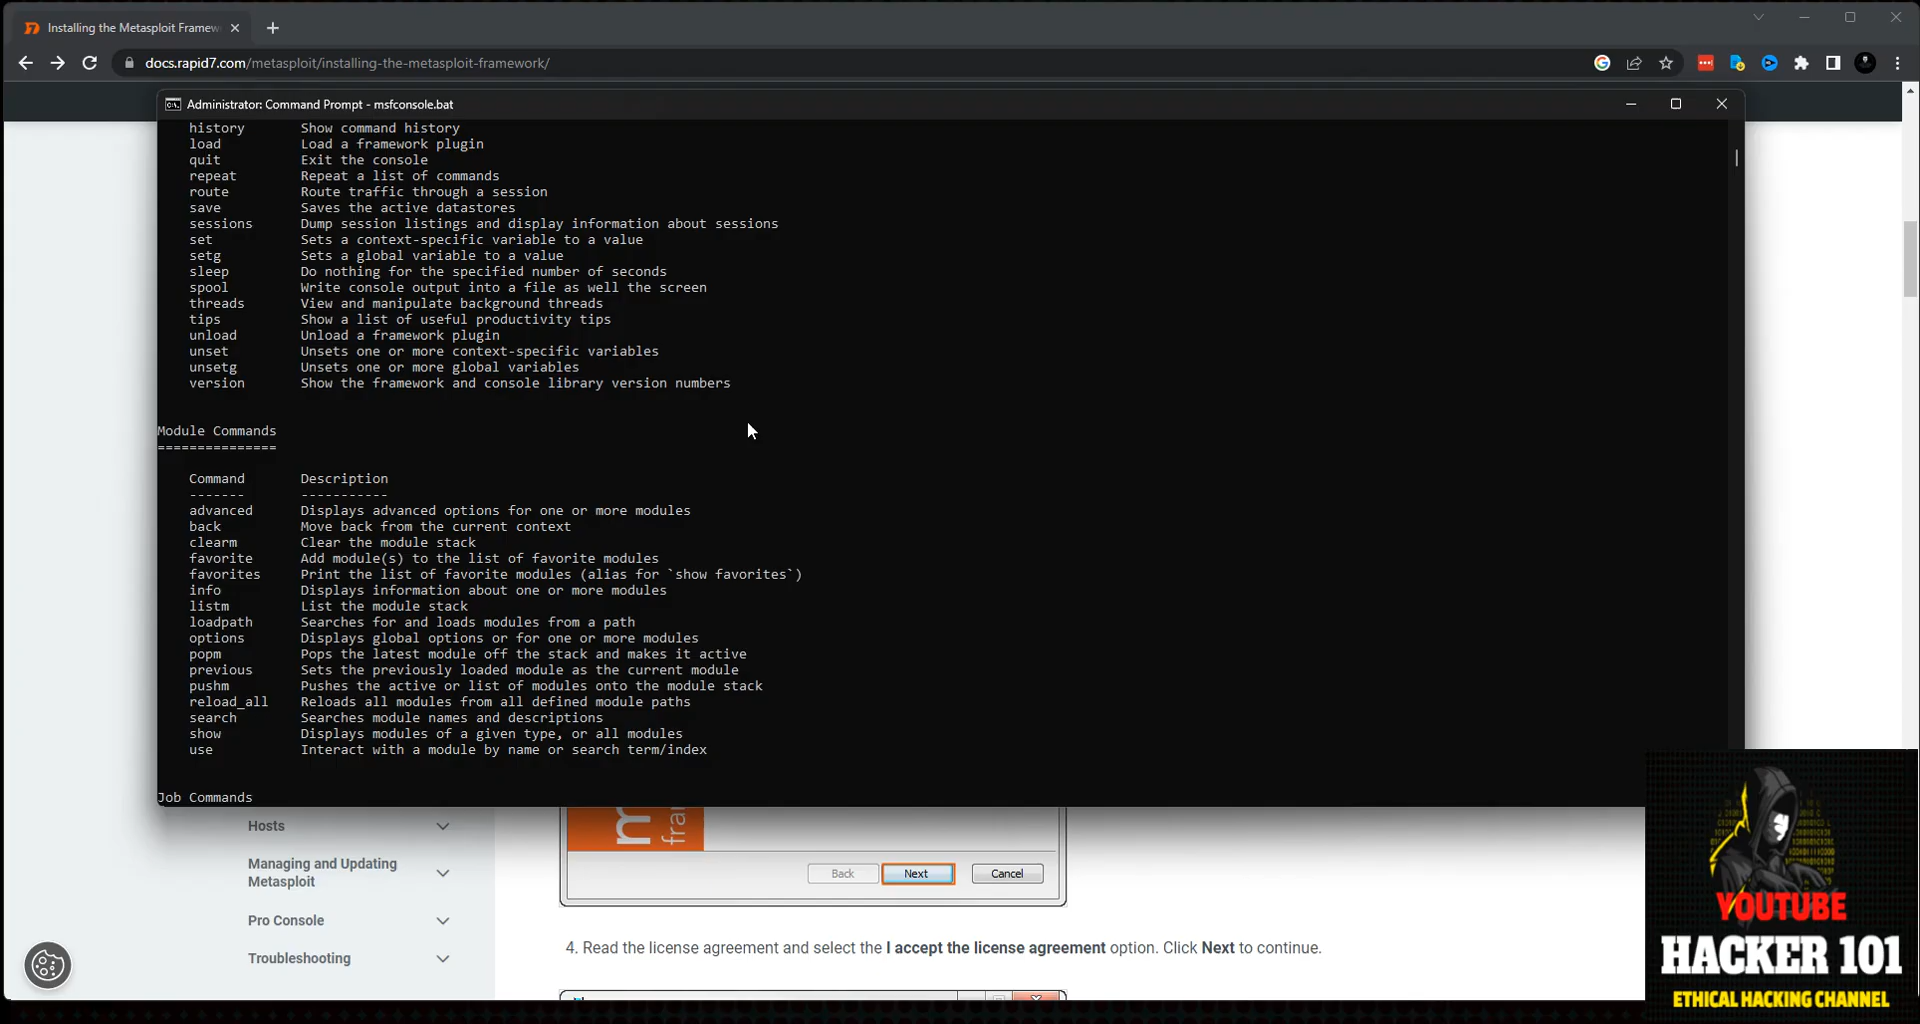 Installing the Metasploit Framew
docs.rapid7.com/metasploit/installing-the-metasploit-framework/
Administrator: Command Prompt - msfconsole.bat
history Show command history
load Load a framework plugin
quit Exit the console
repeat Repeat a list of commands
route Route traffic through a session
save Saves the active datastores
sessions Dump session listings and display information about sessions
set Sets a context-specific variable to a value
setg Sets a global variable to a value
sleep Do nothing for the specified number of seconds
spool Write console output into a file as well the screen
threads View and manipulate background threads
tips Show a list of useful productivity tips
unload Unload a framework plugin
unset Unsets one or more context-specific variables
unsetg Unsets one or more global variables
version Show the framework and console library version numbers
Module Commands
===============
Command Description
------- -----------
advanced Displays advanced options for one or more modules
back Move back from the current context
clearm Clear the module stack
favorite Add module(s) to the list of favorite modules
favorites Print the list of favorite modules (alias for `show favorites`)
info Displays information about one or more modules
listm List the module stack
loadpath Searches for and loads modules from a path
options Displays global options or for one or more modules
popm Pops the latest module off the stack and makes it active
previous Sets the previously loaded module as the current module
pushm Pushes the active or list of modules onto the module stack
reload_all Reloads all modules from all defined module paths
search Searches module names and descriptions
show Displays modules of a given type, or all modules
use Interact with a module by name or search term/index
Job Commands
Hosts
Managing and Updating
Metasploit
Pro Console
Troubleshooting
m
fra
Back Next Cancel
4. Read the license agreement and select the I accept the license agreement option. Click Next to continue.
YOUTUBE
HACKER 101
ETHICAL HACKING CHANNEL